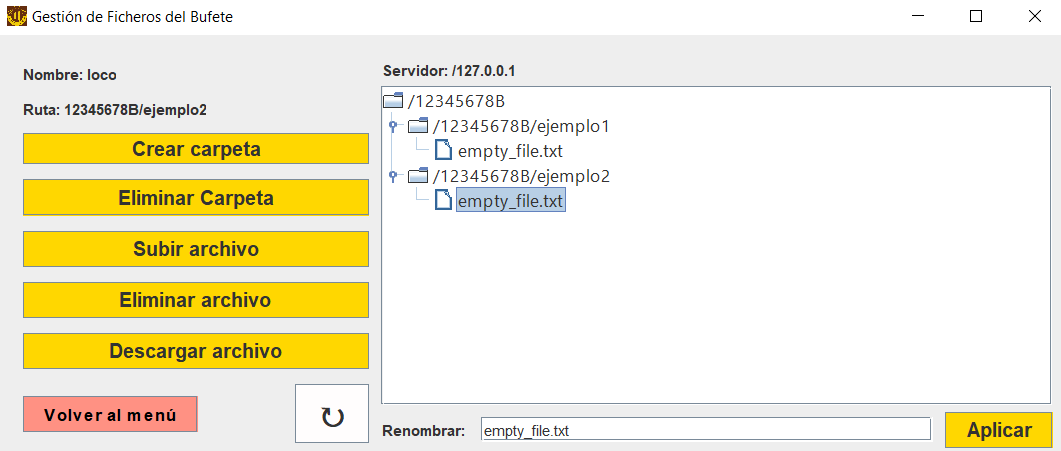 Gestión de Ficheros del Bufete
Nombre: loco
Ruta: 12345678B/ejemplo2
Crear carpeta
Eliminar Carpeta
Subir archivo
Eliminar archivo
Descargar archivo
Volver al menú
Servidor: /127.0.0.1
/12345678B
/12345678B/ejemplo1
empty_file.txt
/12345678B/ejemplo2
empty_file.txt
Renombrar: empty_file.txt Aplicar